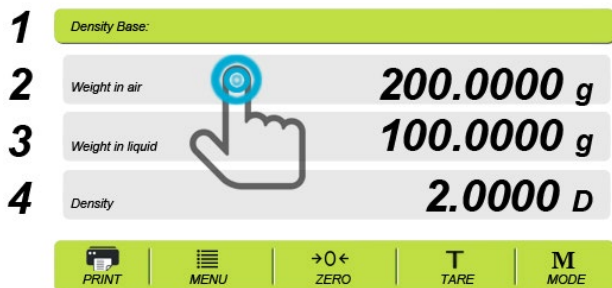 1 Density Base:
2 Weight in air 200.0000 g
3 Weight in liquid 100.0000 g
4 Density 2.0000 D
PRINT MENU →0← ZERO T TARE M MODE